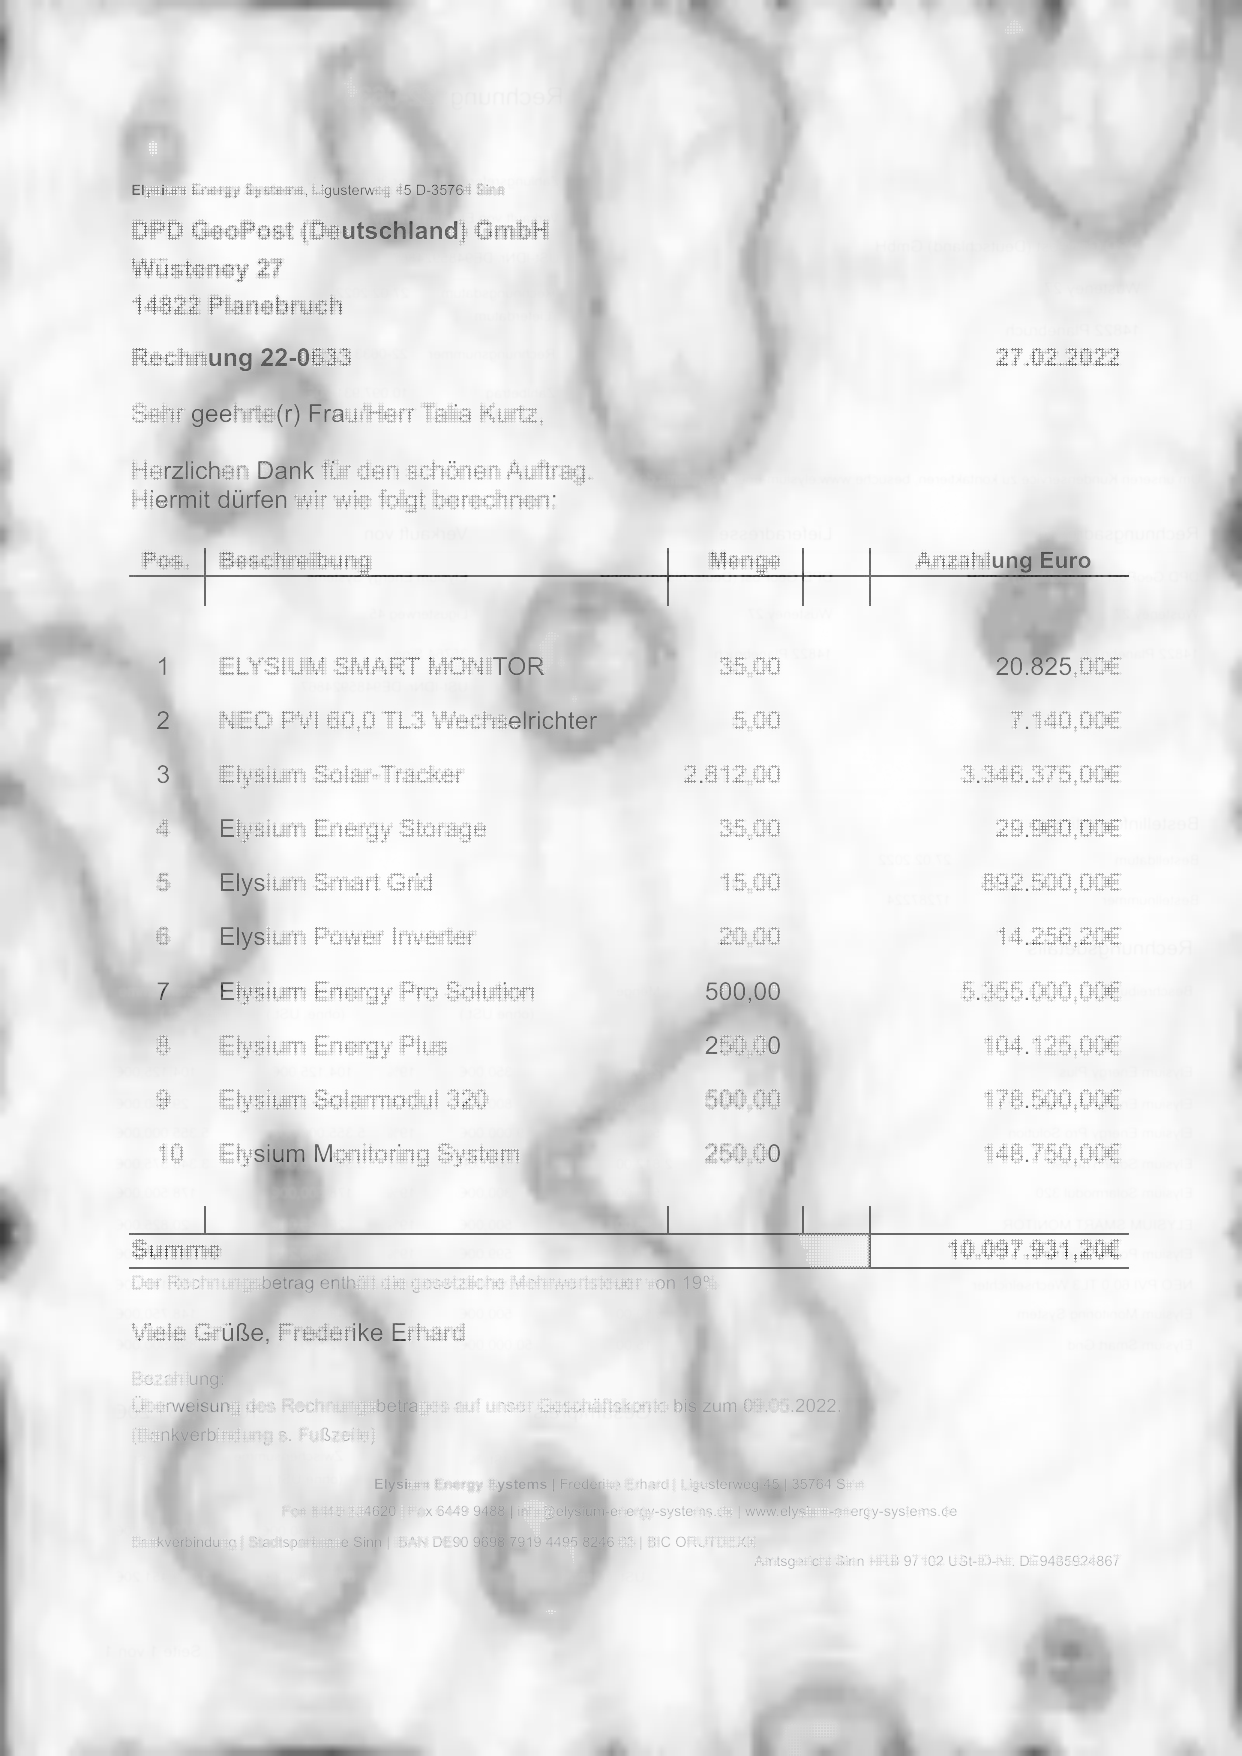 Elysium Energy Systems, Ligusterweg 45 D-35764 Sinn
DPD GeoPost (Deutschland) GmbH
Wüsteney 27
14822 Planebruch
Rechnung 22-0633 27.02.2022
Sehr geehrte(r) Frau/Herr Talia Kurtz,
Herzlichen Dank für den schönen Auftrag.
Hiermit dürfen wir wie folgt berechnen:
Pos. Beschreibung Menge Anzahlung Euro
1 ELYSIUM SMART MONITOR 35,00 20.825,00€
2 NEO PVI 60,0 TL3 Wechselrichter 5,00 7.140,00€
3 Elysium Solar-Tracker 2.812,00 3.346.375,00€
4 Elysium Energy Storage 35,00 29.960,00€
5 Elysium Smart Grid 15,00 892.500,00€
6 Elysium Power Inverter 20,00 14.256,20€
7 Elysium Energy Pro Solution 500,00 5.355.000,00€
8 Elysium Energy Plus 250,00 104.125,00€
9 Elysium Solarmodul 320 500,00 178.500,00€
10 Elysium Monitoring System 250,00 148.750,00€
Summe 10.097.931,20€
Der Rechnungsbetrag enthält die gesetzliche Mehrwertsteuer von 19%
Viele Grüße, Frederike Erhard
Bezahlung:
Überweisung des Rechnungsbetrages auf unser Geschäftskonto bis zum 09.05.2022.
(Bankverbindung s. Fußzeile)
Elysium Energy Systems | Frederike Erhard | Ligusterweg 45 | 35764 Sinn
Fon 6449 | Fax 6449 9488 | info@elysium-energy-systems.de | www.elysium-energy-systems.de
Bankverbindung | Stadtsparkasse Sinn | IBAN DE90 9698 7919 4495 8246 | BIC
Amtsgericht Sinn HRB 97102 USt-ID-Nr. DE9485924867